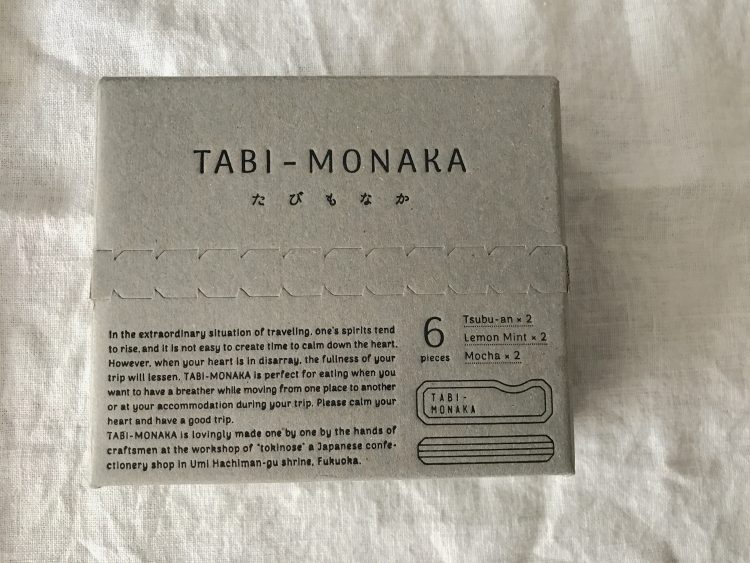 TABI-MONAKA
たびもなか
In the extraordinary situation of traveling, one's spirits tend
to rise, and it is not easy to create time to calm down the heart.
However, when your heart is in disarray, the fullness of your
trip will lessen. TABI-MONAKA is perfect for eating when you
want to have a breather while moving from one place to another
or at your accommodation during your trip. Please calm your
heart and have a good trip.
TABI-MONAKA is lovingly made one by one by the hands of
craftsmen at the workshop of "tokinose" a Japanese confe-
ctionery shop in Umi Hachiman-gu shrine, Fukuoka.
6
pieces
Tsubu-an × 2
Lemon Mint × 2
Mocha × 2
TABI-
MONAKA